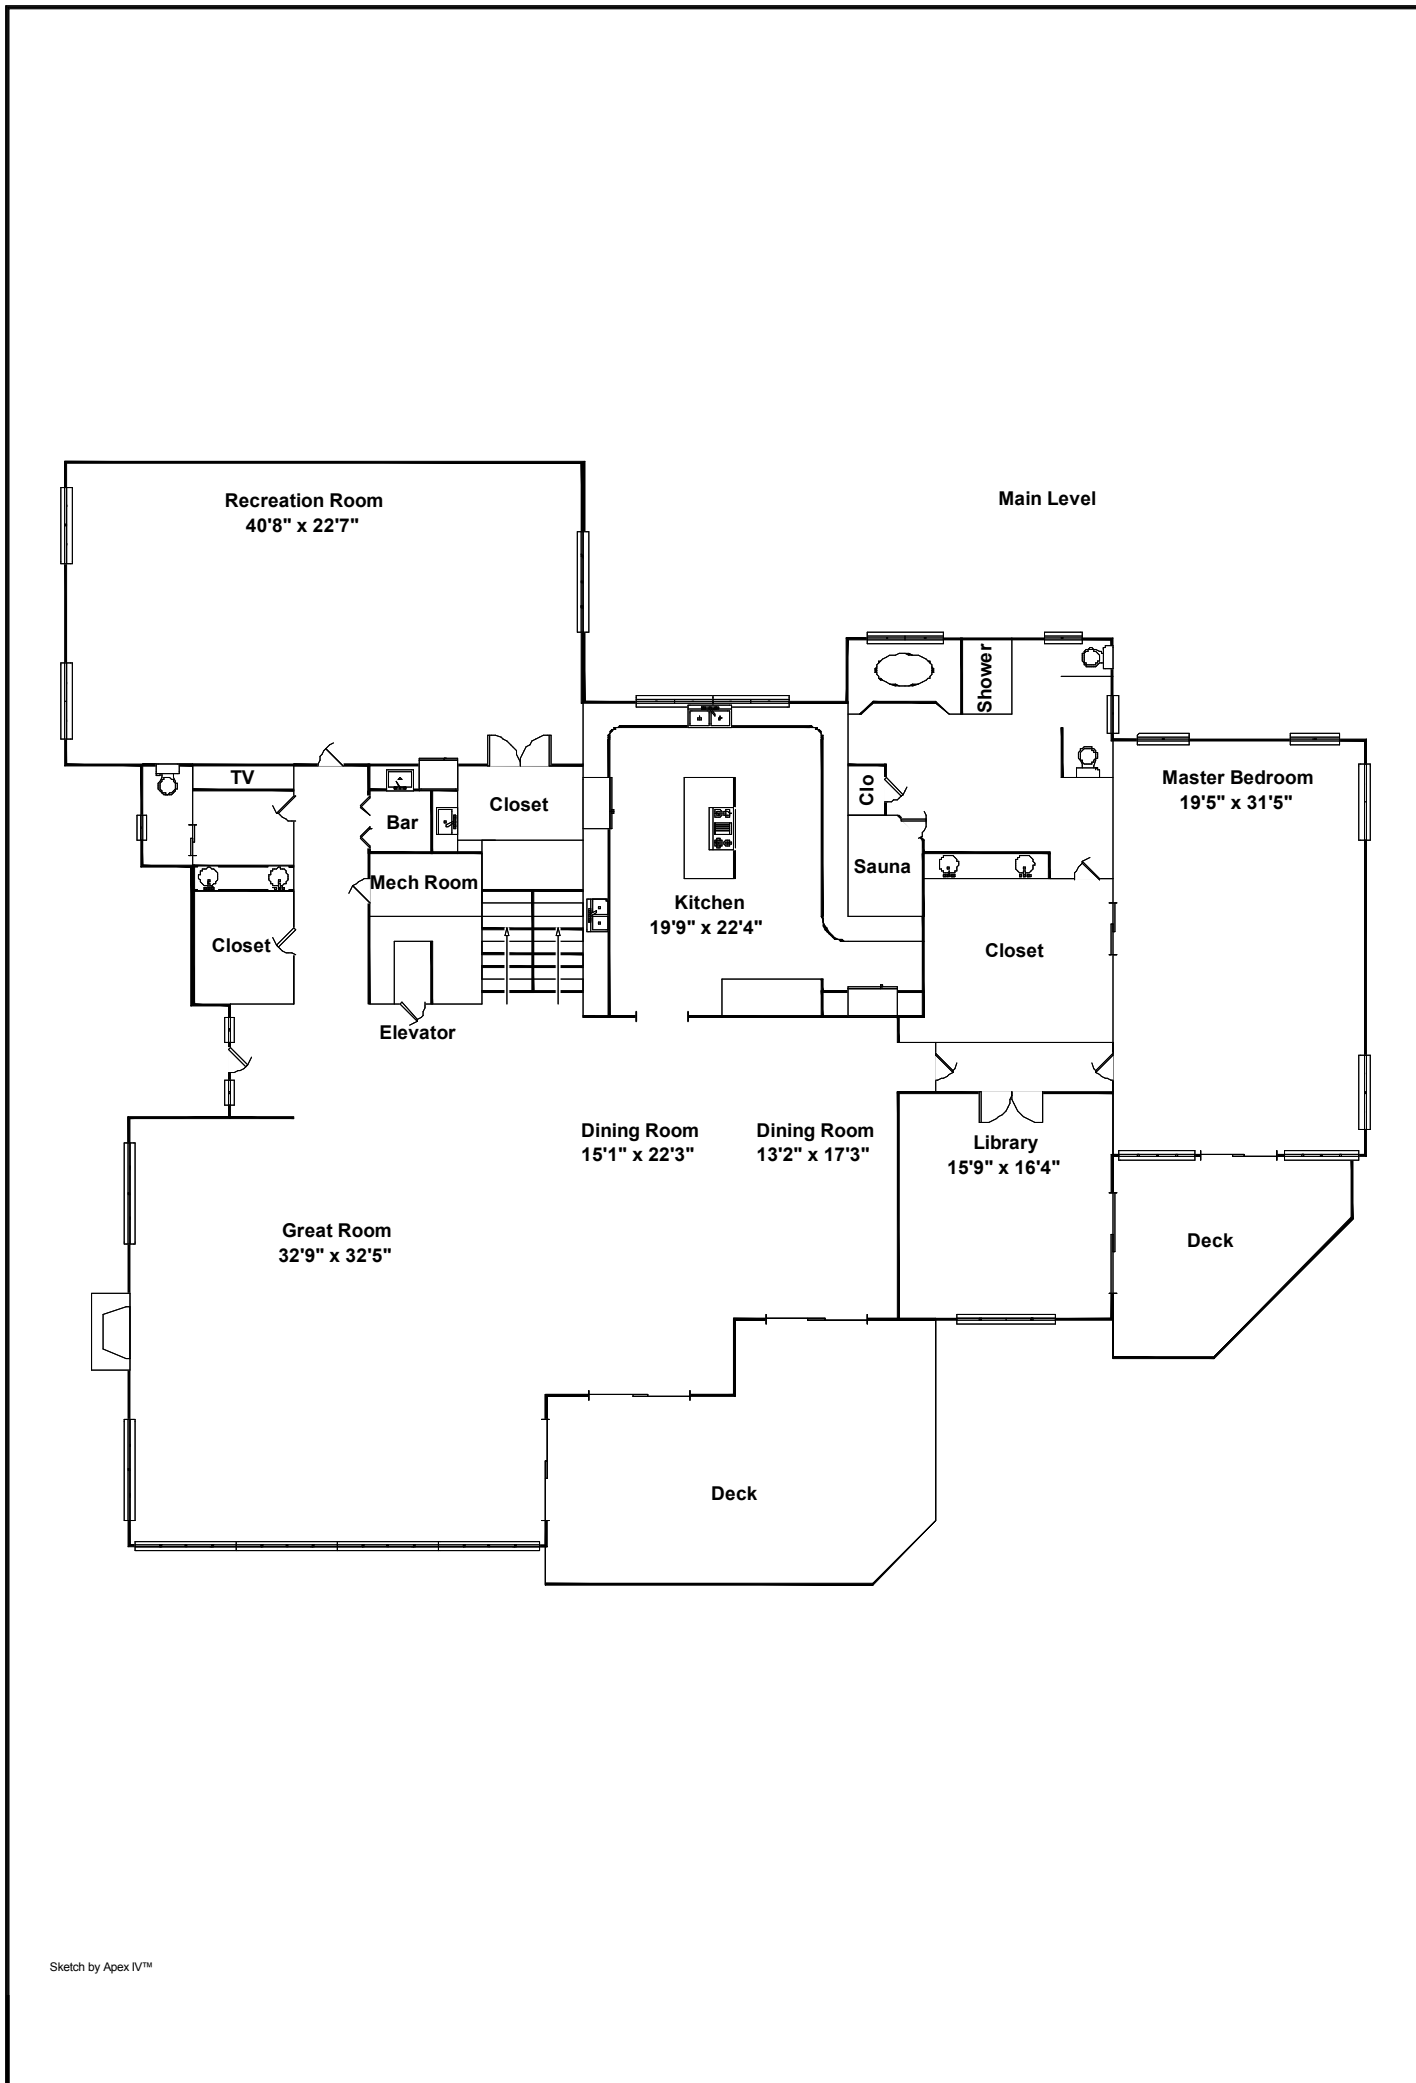 Recreation Room
40'8" x 22'7"
Main Level
Shower
TV
Closet
Clo
Master Bedroom
19'5" x 31'5"
Bar
Mech Room
Sauna
Kitchen
19'9" x 22'4"
Closet
Closet
Elevator
Dining Room
15'1" x 22'3"
Dining Room
13'2" x 17'3"
Library
15'9" x 16'4"
Great Room
32'9" x 32'5"
Deck
Deck
Sketch by Apex IV™